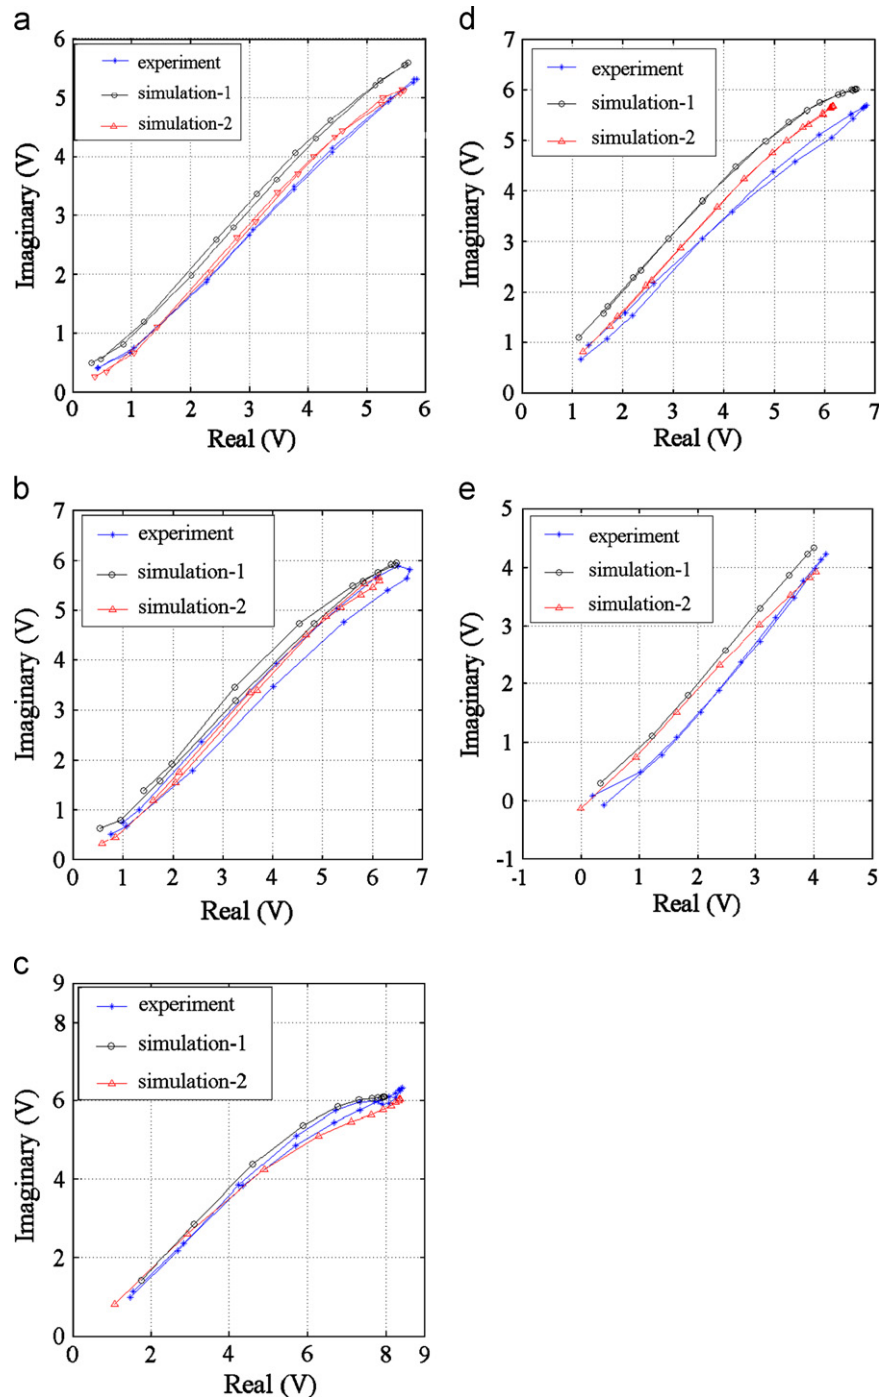 a
6
5
4
3
2
1
0
0 1 2 3 4 5 6
Imaginary (V)
Real (V)
experiment
simulation-1
simulation-2
b
7
6
5
4
3
2
1
0
0 1 2 3 4 5 6 7
Imaginary (V)
Real (V)
experiment
simulation-1
simulation-2
c
9
8
6
4
2
0
0 2 4 6 8 9
Imaginary (V)
Real (V)
experiment
simulation-1
simulation-2
d
7
6
5
4
3
2
1
0
0 1 2 3 4 5 6 7
Imaginary (V)
Real (V)
experiment
simulation-1
simulation-2
e
5
4
3
2
1
0
-1
-1 0 1 2 3 4 5
Imaginary (V)
Real (V)
experiment
simulation-1
simulation-2